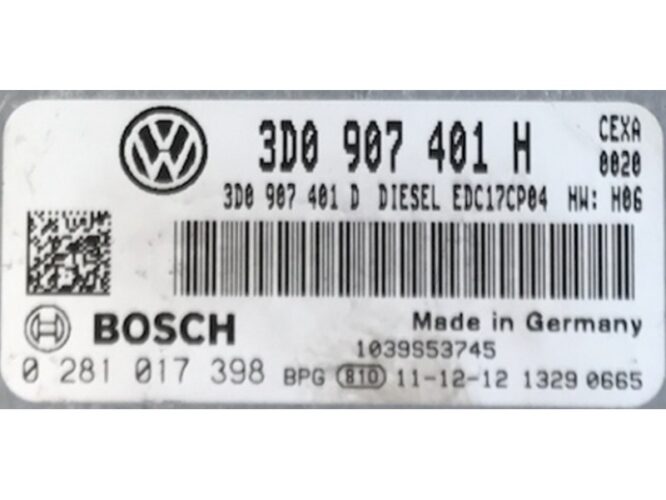 3D0 907 401 H CEXA
0020
3D0 907 401 D DIESEL EDC17CP04 HW: H06
BOSCH Made in Germany
1039S53745
0 281 017 398 BPG 810 11-12-12 1329 0665